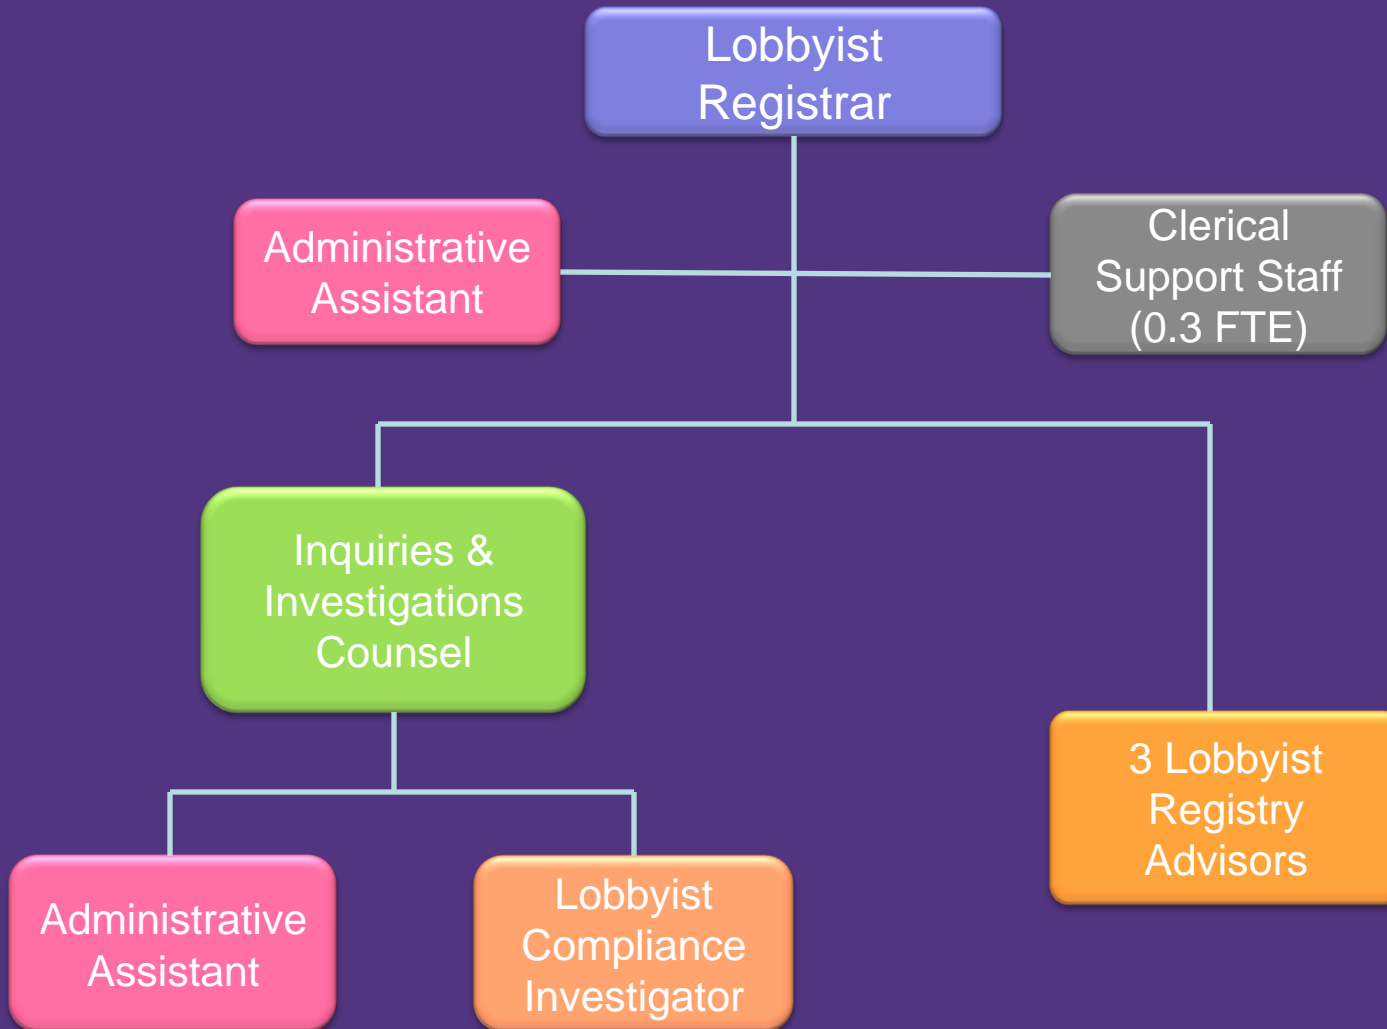 Lobbyist
Registrar
Administrative
Assistant
Clerical
Support Staff
(0.3 FTE)
Inquiries &
Investigations
Counsel
3 Lobbyist
Registry
Advisors
Administrative
Assistant
Lobbyist
Compliance
Investigator